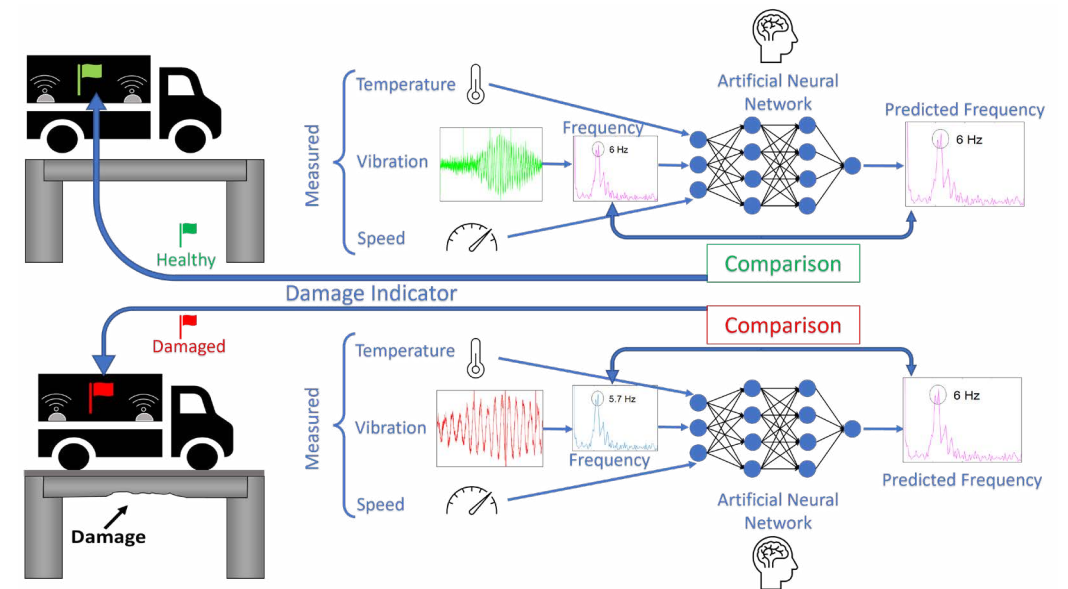 Temperature
Artificial Neural
Network
Predicted Frequency
Frequency
6 Hz
6 Hz
Measured
Vibration
Speed
Healthy
Comparison
Damage Indicator
Comparison
Damaged
Temperature
Measured
Vibration
5.7 Hz
6 Hz
Frequency
Predicted Frequency
Speed
Artificial Neural
Network
Damage